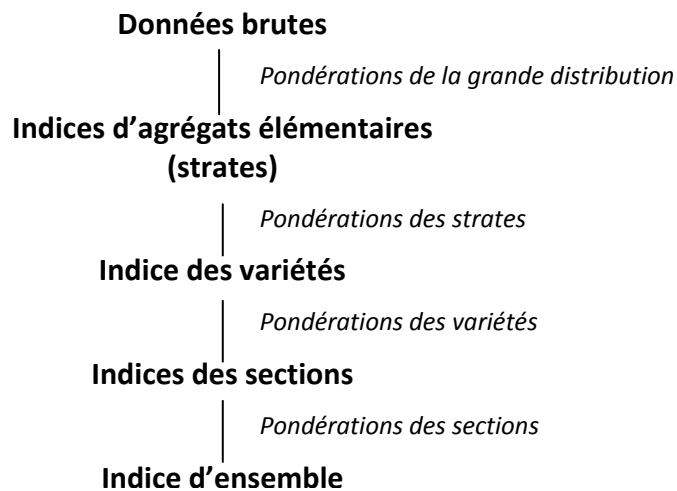 Données brutes
Pondérations de la grande distribution
Indices d’agrégats élémentaires
(strates)
Pondérations des strates
Indice des variétés
Pondérations des variétés
Indices des sections
Pondérations des sections
Indice d’ensemble